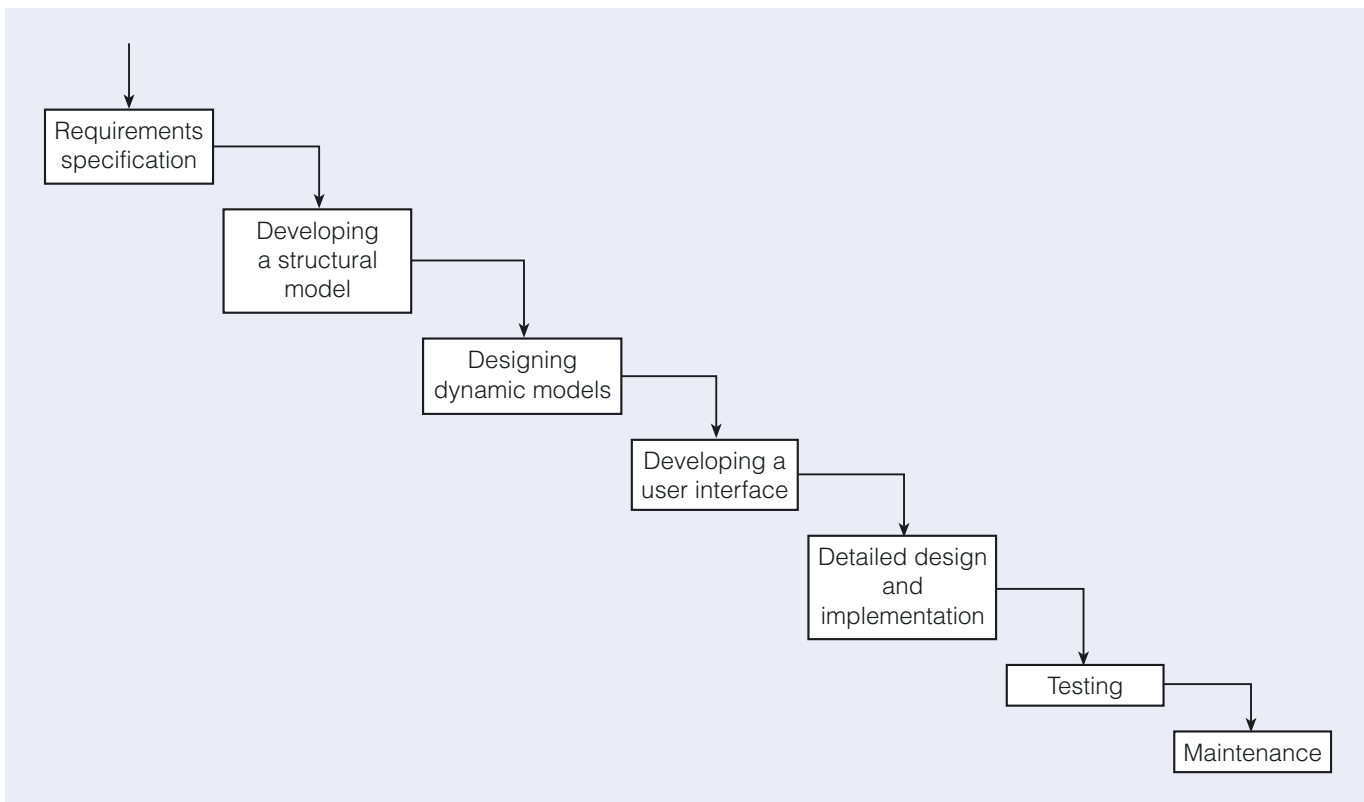 Requirements
specification
Developing
a structural
model
Designing
dynamic models
Developing a
user interface
Detailed design
and
implementation
Testing
Maintenance